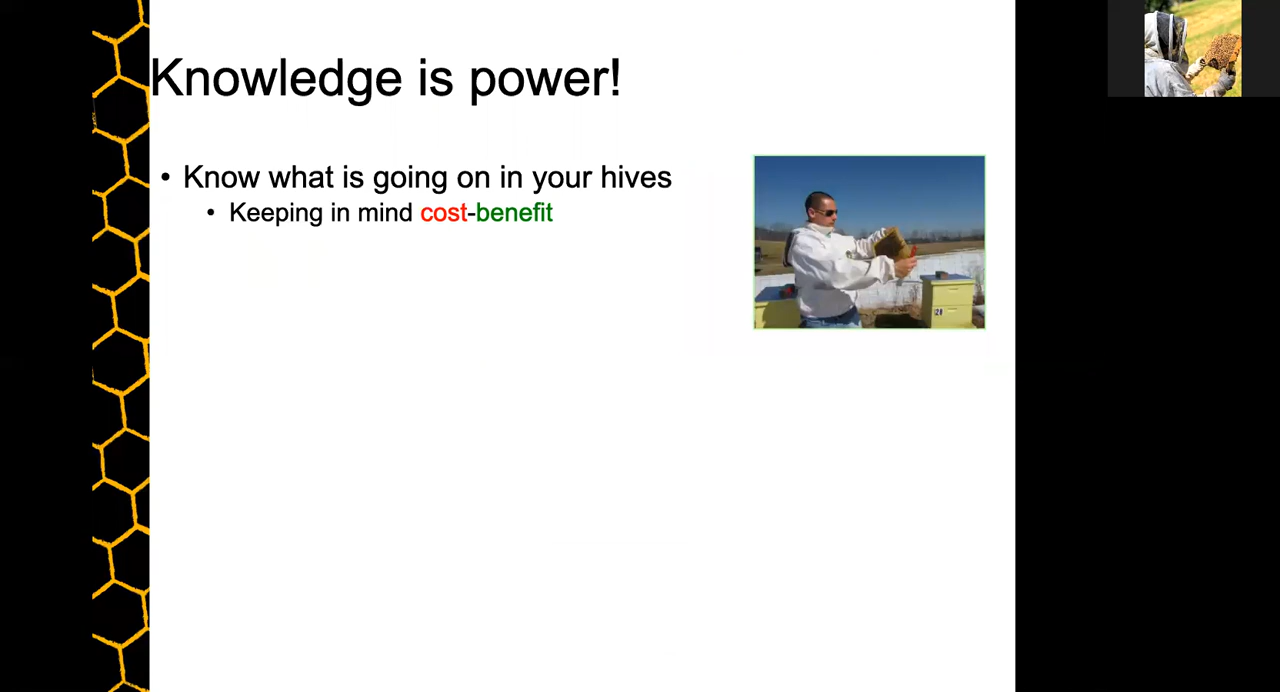 Knowledge is power!
• Know what is going on in your hives
• Keeping in mind cost-benefit